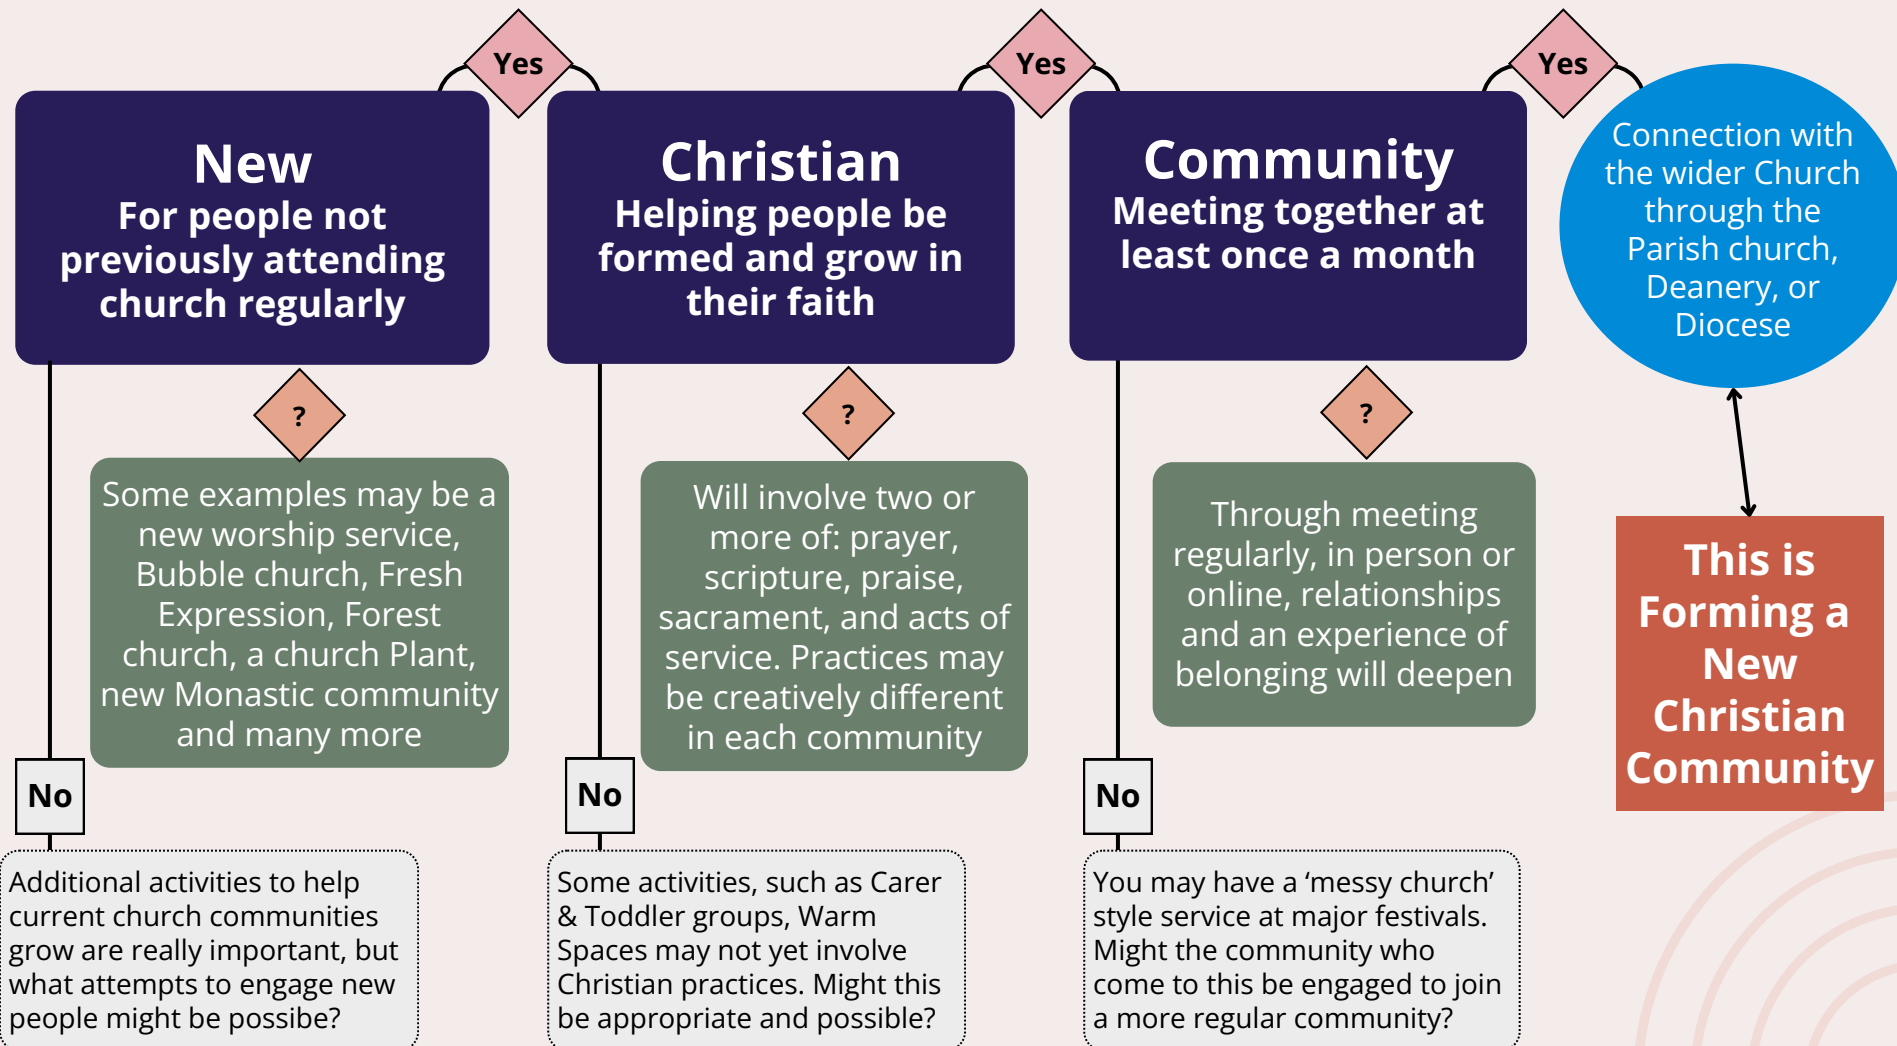 Yes
Yes
Yes
New
For people not
previously attending
church regularly
Christian
Helping people be
formed and grow in
their faith
Community
Meeting together at
least once a month
Connection with
the wider Church
through the
Parish church,
Deanery, or
Diocese
?
?
?
Some examples may be a
new worship service,
Bubble church, Fresh
Expression, Forest
church, a church Plant,
new Monastic community
and many more
Will involve two or
more of: prayer,
scripture, praise,
sacrament, and acts of
service. Practices may
be creatively different
in each community
Through meeting
regularly, in person or
online, relationships
and an experience of
belonging will deepen
This is
Forming a
New
Christian
Community
No
No
No
Additional activities to help
current church communities
grow are really important, but
what attempts to engage new
people might be possibe?
Some activities, such as Carer
& Toddler groups, Warm
Spaces may not yet involve
Christian practices. Might this
be appropriate and possible?
You may have a ‘messy church’
style service at major festivals.
Might the community who
come to this be engaged to join
a more regular community?